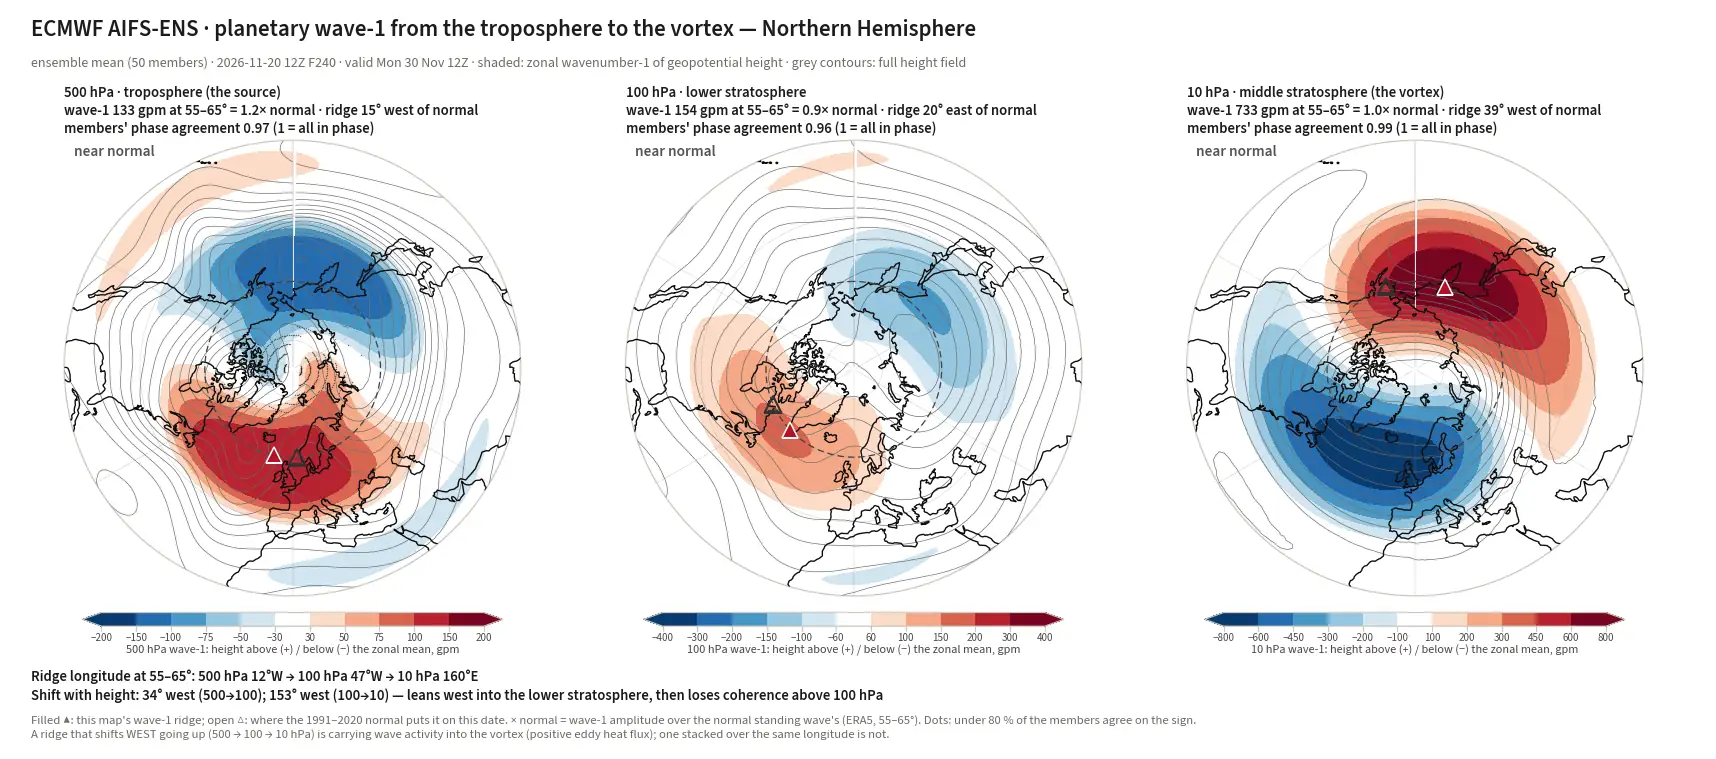 ECMWF AIFS-ENS · planetary wave-1 from the troposphere to the vortex — Northern Hemisphere
ensemble mean (50 members) · 2026-11-20 12Z F240 · valid Mon 30 Nov 12Z · shaded: zonal wavenumber-1 of geopotential height · grey contours: full height field
500 hPa · troposphere (the source)
wave-1 133 gpm at 55–65° = 1.2× normal · ridge 15° west of normal
members' phase agreement 0.97 (1 = all in phase)
near normal
100 hPa · lower stratosphere
wave-1 154 gpm at 55–65° = 0.9× normal · ridge 20° east of normal
members' phase agreement 0.96 (1 = all in phase)
near normal
10 hPa · middle stratosphere (the vortex)
wave-1 733 gpm at 55–65° = 1.0× normal · ridge 39° west of normal
members' phase agreement 0.99 (1 = all in phase)
near normal
−200 −150 −100 −75 −50 −30 30 50 75 100 150 200
500 hPa wave-1: height above (+) / below (−) the zonal mean, gpm
−400 −300 −200 −150 −100 −60 60 100 150 200 300 400
100 hPa wave-1: height above (+) / below (−) the zonal mean, gpm
−800 −600 −450 −300 −200 −100 100 200 300 450 600 800
10 hPa wave-1: height above (+) / below (−) the zonal mean, gpm
Ridge longitude at 55–65°: 500 hPa 12°W → 100 hPa 47°W → 10 hPa 160°E
Shift with height: 34° west (500→100); 153° west (100→10) — leans west into the lower stratosphere, then loses coherence above 100 hPa
Filled ▲: this map's wave-1 ridge; open △: where the 1991–2020 normal puts it on this date. × normal = wave-1 amplitude over the normal standing wave's (ERA5, 55–65°). Dots: under 80 % of the members agree on the sign.
A ridge that shifts WEST going up (500 → 100 → 10 hPa) is carrying wave activity into the vortex (positive eddy heat flux); one stacked over the same longitude is not.